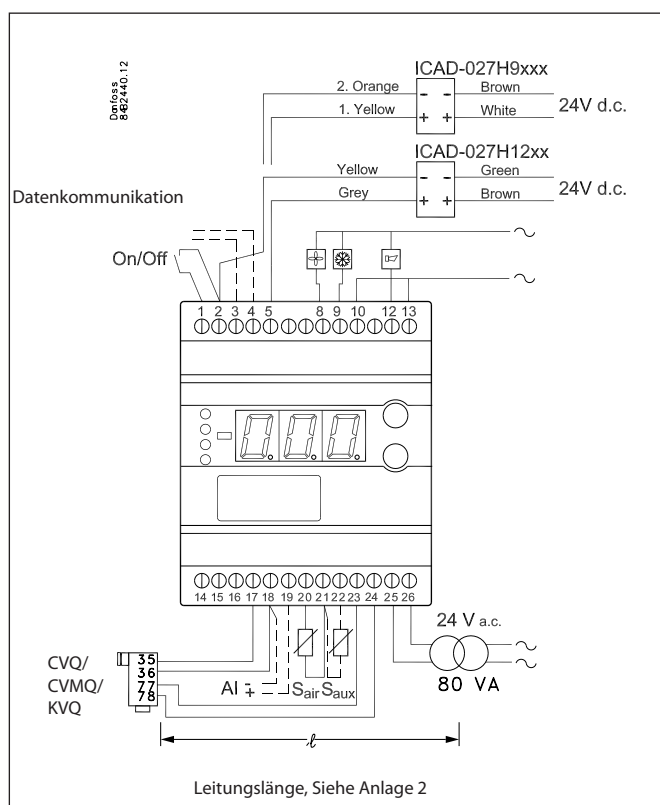 Danfoss
84B2440.12
ICAD-027H9xxx
2. Orange - - Brown
1. Yellow + + White
24V d.c.
ICAD-027H12xx
Yellow - - Green
Grey + + Brown
24V d.c.
Datenkommunikation
On/Off
1 2 3 4 5 8 9 10 12 13
14 15 16 17 18 19 20 21 22 23 24 25 26
24 V a.c.
80 VA
CVQ/
CVMQ/
KVQ
35
36
77
78
AI - +
Sair Saux
ℓ
Leitungslänge, Siehe Anlage 2